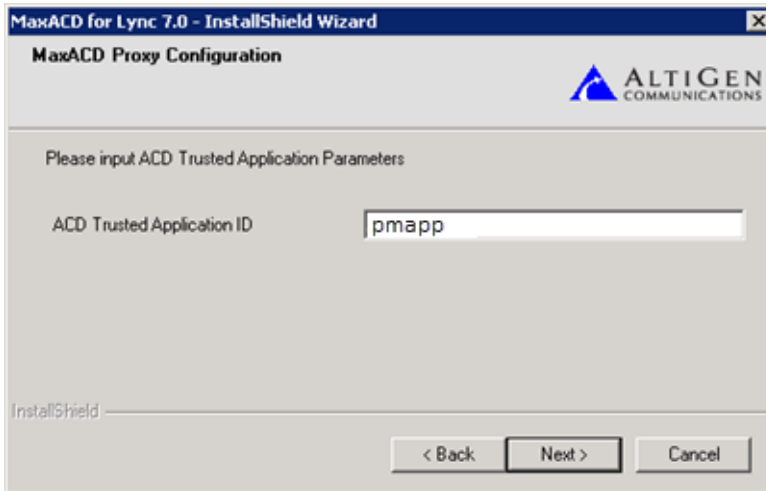 MaxACD for Lync 7.0 - InstallShield Wizard
MaxACD Proxy Configuration
ALTIGEN
COMMUNICATIONS
Please input ACD Trusted Application Parameters
ACD Trusted Application ID
pmapp
InstallShield
< Back
Next >
Cancel